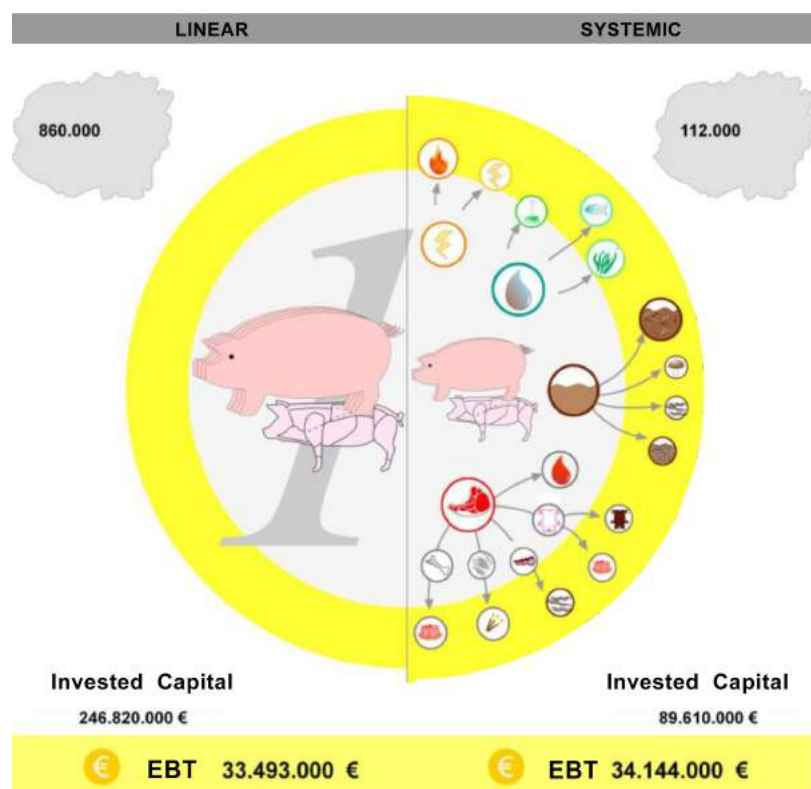 LINEAR SYSTEMIC
860.000 112.000
1
Invested Capital Invested Capital
246.820.000 € 89.610.000 €
€ EBT 33.493.000 € € EBT 34.144.000 €